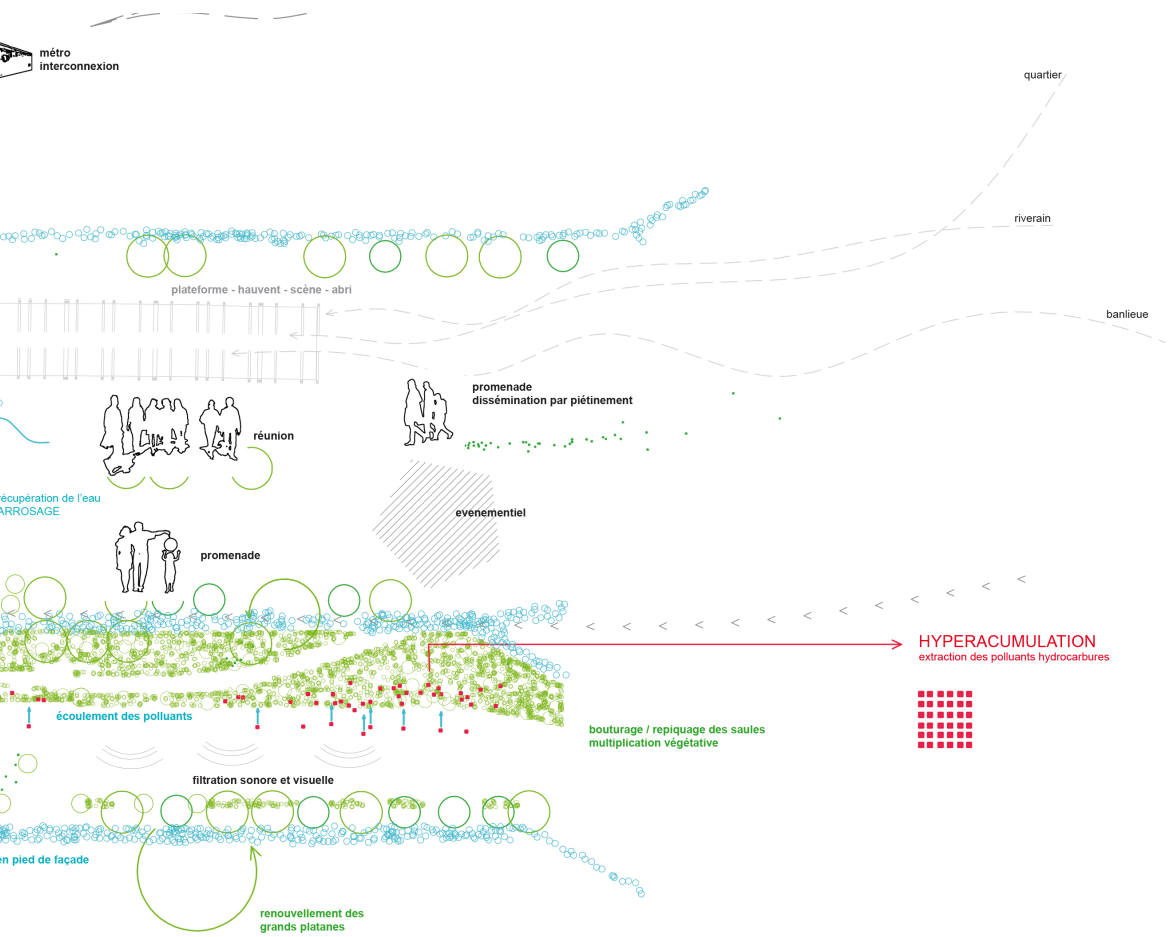 métro
interconnexion
quartier
riverain
plateforme - hauvent - scène - abri
banlieue
promenade
dissémination par piétinement
réunion
récupération de l'eau
ARROSAGE
evenementiel
promenade
HYPERACUMULATION
extraction des polluants hydrocarbures
écoulement des polluants
bouturage / repiquage des saules
multiplication végétative
filtration sonore et visuelle
en pied de façade
renouvellement des
grands platanes